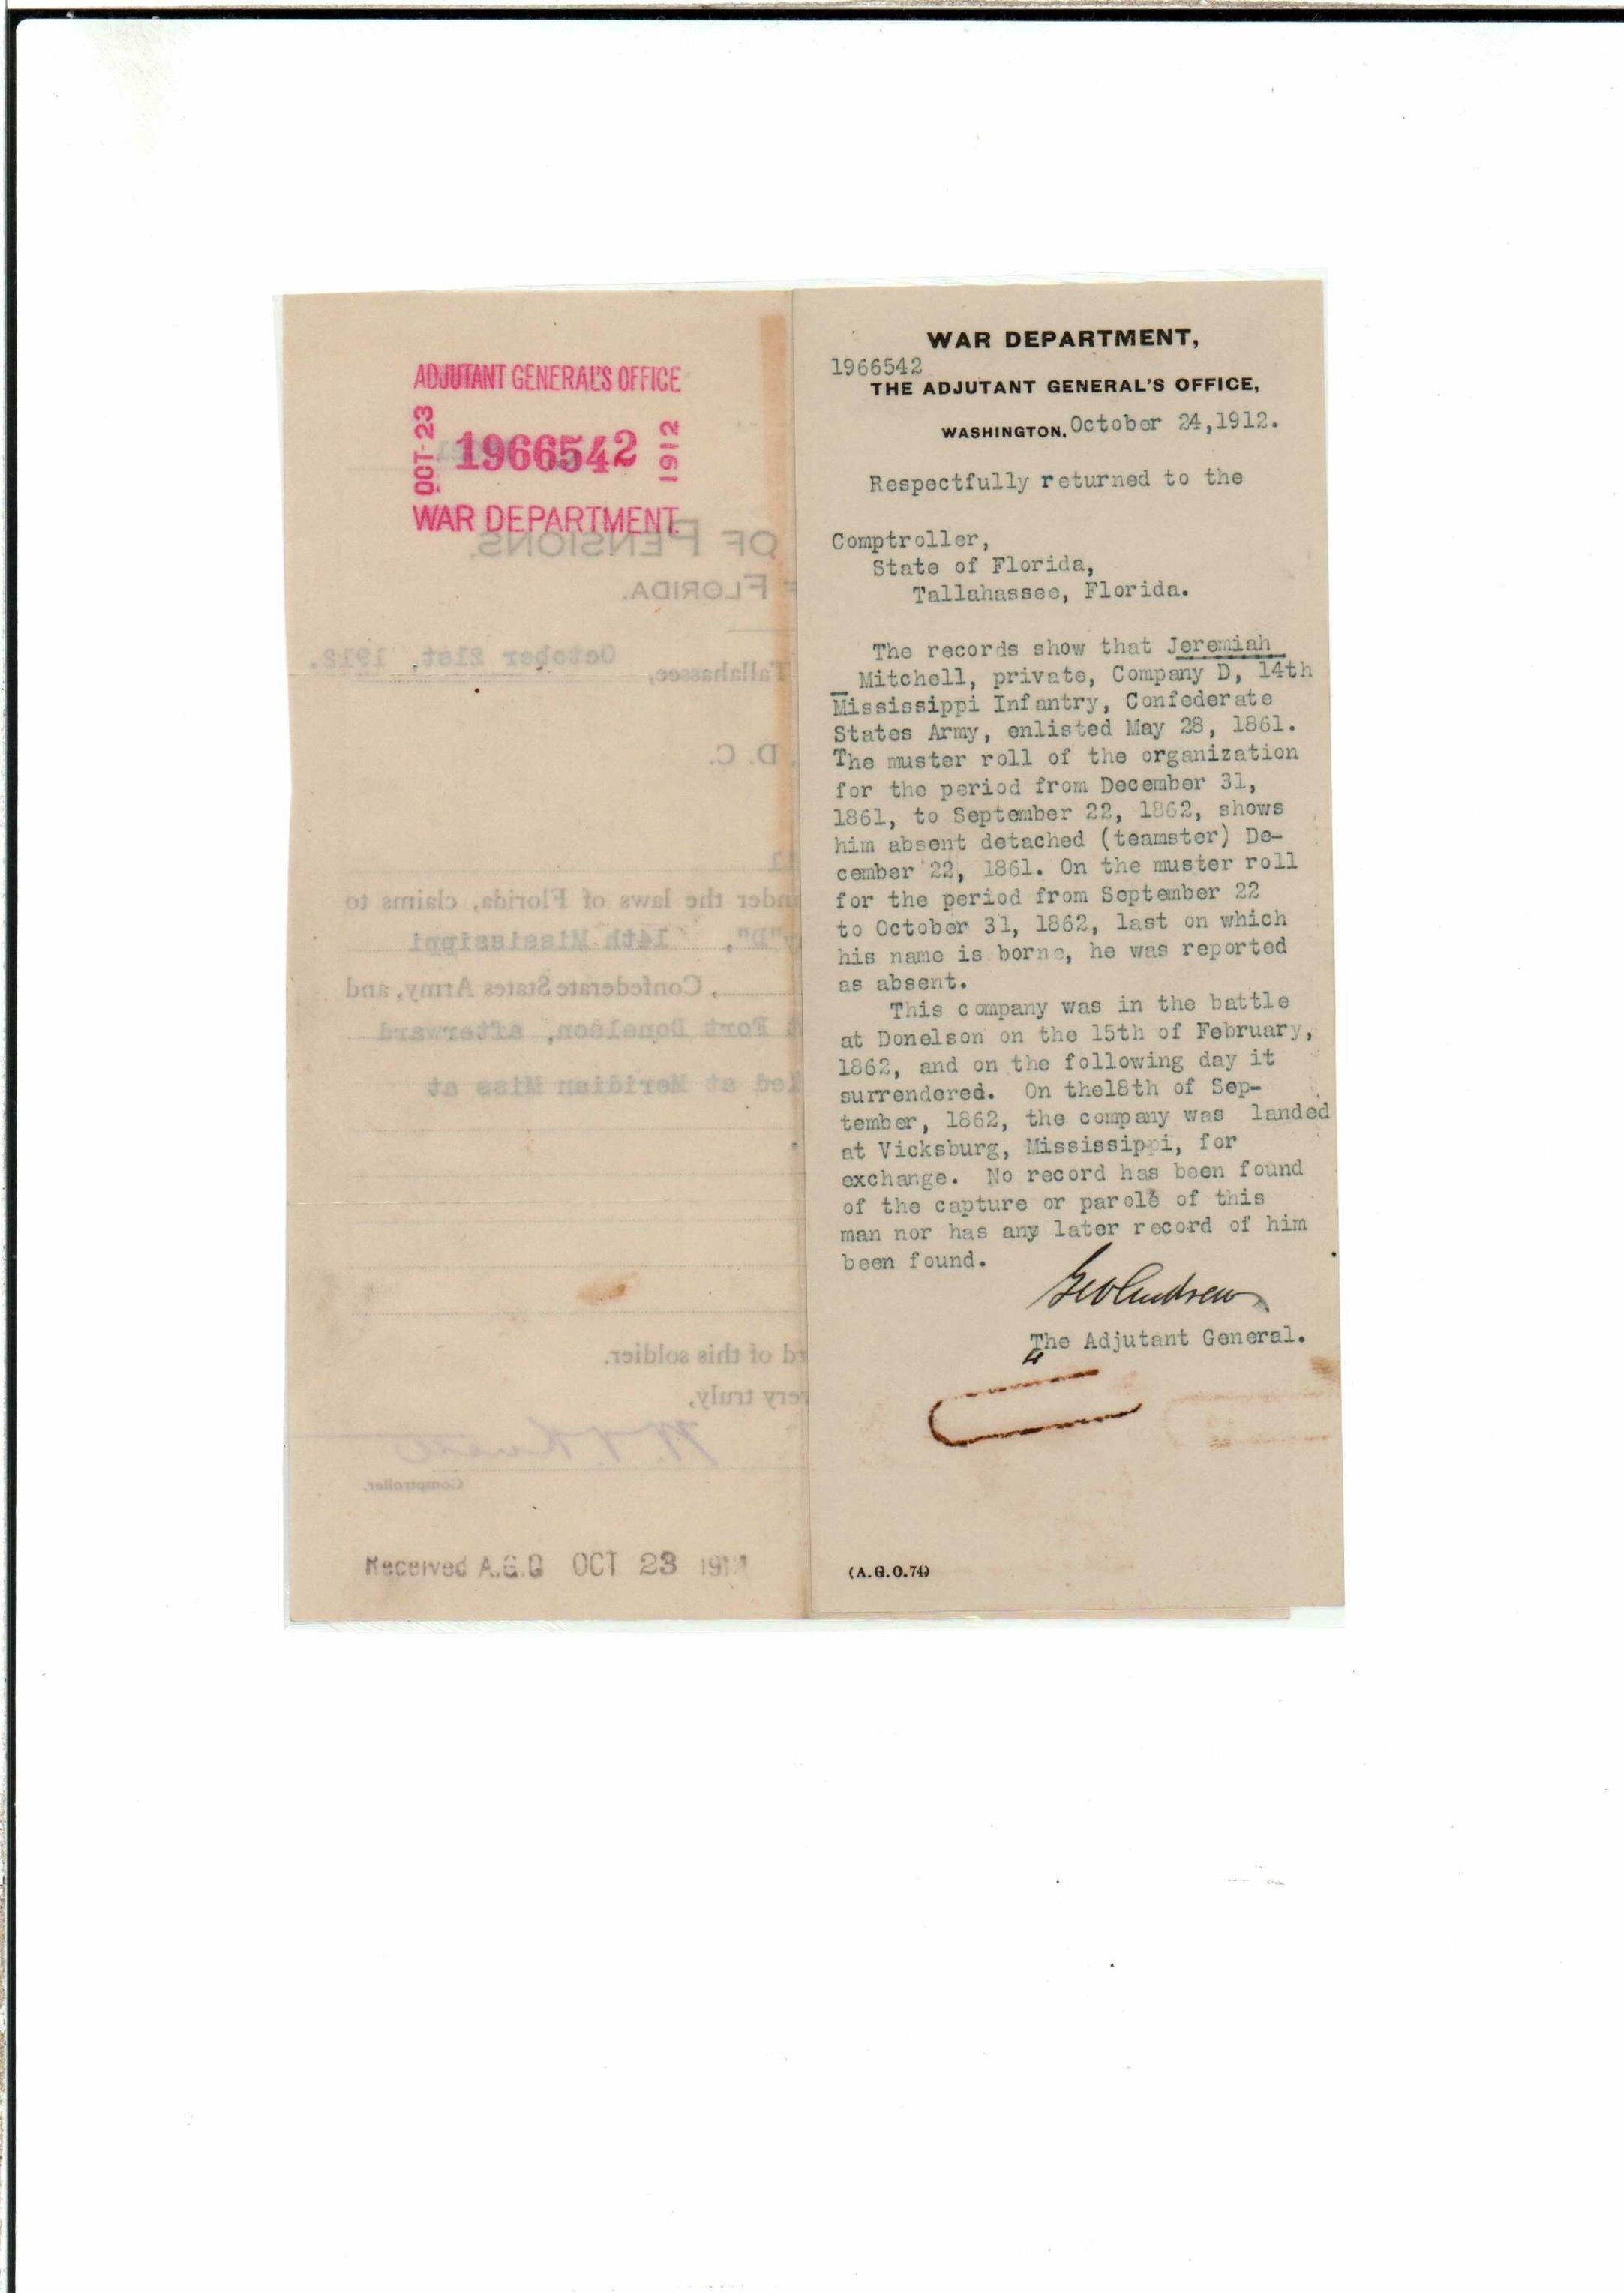 ADJUTANT GENERAL'S OFFICE
OCT-23
1966542
1912
WAR DEPARTMENT.
OF PENSIONS.
FLORIDA.
Tallahassee, October 21st, 1912.
D. C.
under the laws of Florida, claims to
"D", 14th Mississippi
, Confederate States Army, and
Fort Donelson, afterward
at Meridian Miss at
of this soldier.
very truly,
Comptroller.
Received A.G.O OCT 23 1912
WAR DEPARTMENT,
1966542
THE ADJUTANT GENERAL'S OFFICE,
WASHINGTON, October 24,1912.
Respectfully returned to the
Comptroller,
State of Florida,
Tallahassee, Florida.
The records show that Jeremiah
Mitchell, private, Company D, 14th
Mississippi Infantry, Confederate
States Army, enlisted May 28, 1861.
The muster roll of the organization
for the period from December 31,
1861, to September 22, 1862, shows
him absent detached (teamster) De-
cember 22, 1861. On the muster roll
for the period from September 22
to October 31, 1862, last on which
his name is borne, he was reported
as absent.
This company was in the battle
at Donelson on the 15th of February,
1862, and on the following day it
surrendered. On the18th of Sep-
tember, 1862, the company was landed
at Vicksburg, Mississippi, for
exchange. No record has been found
of the capture or parole of this
man nor has any later record of him
been found.
Geo Andrews
The Adjutant General.
(A.G.O.74)